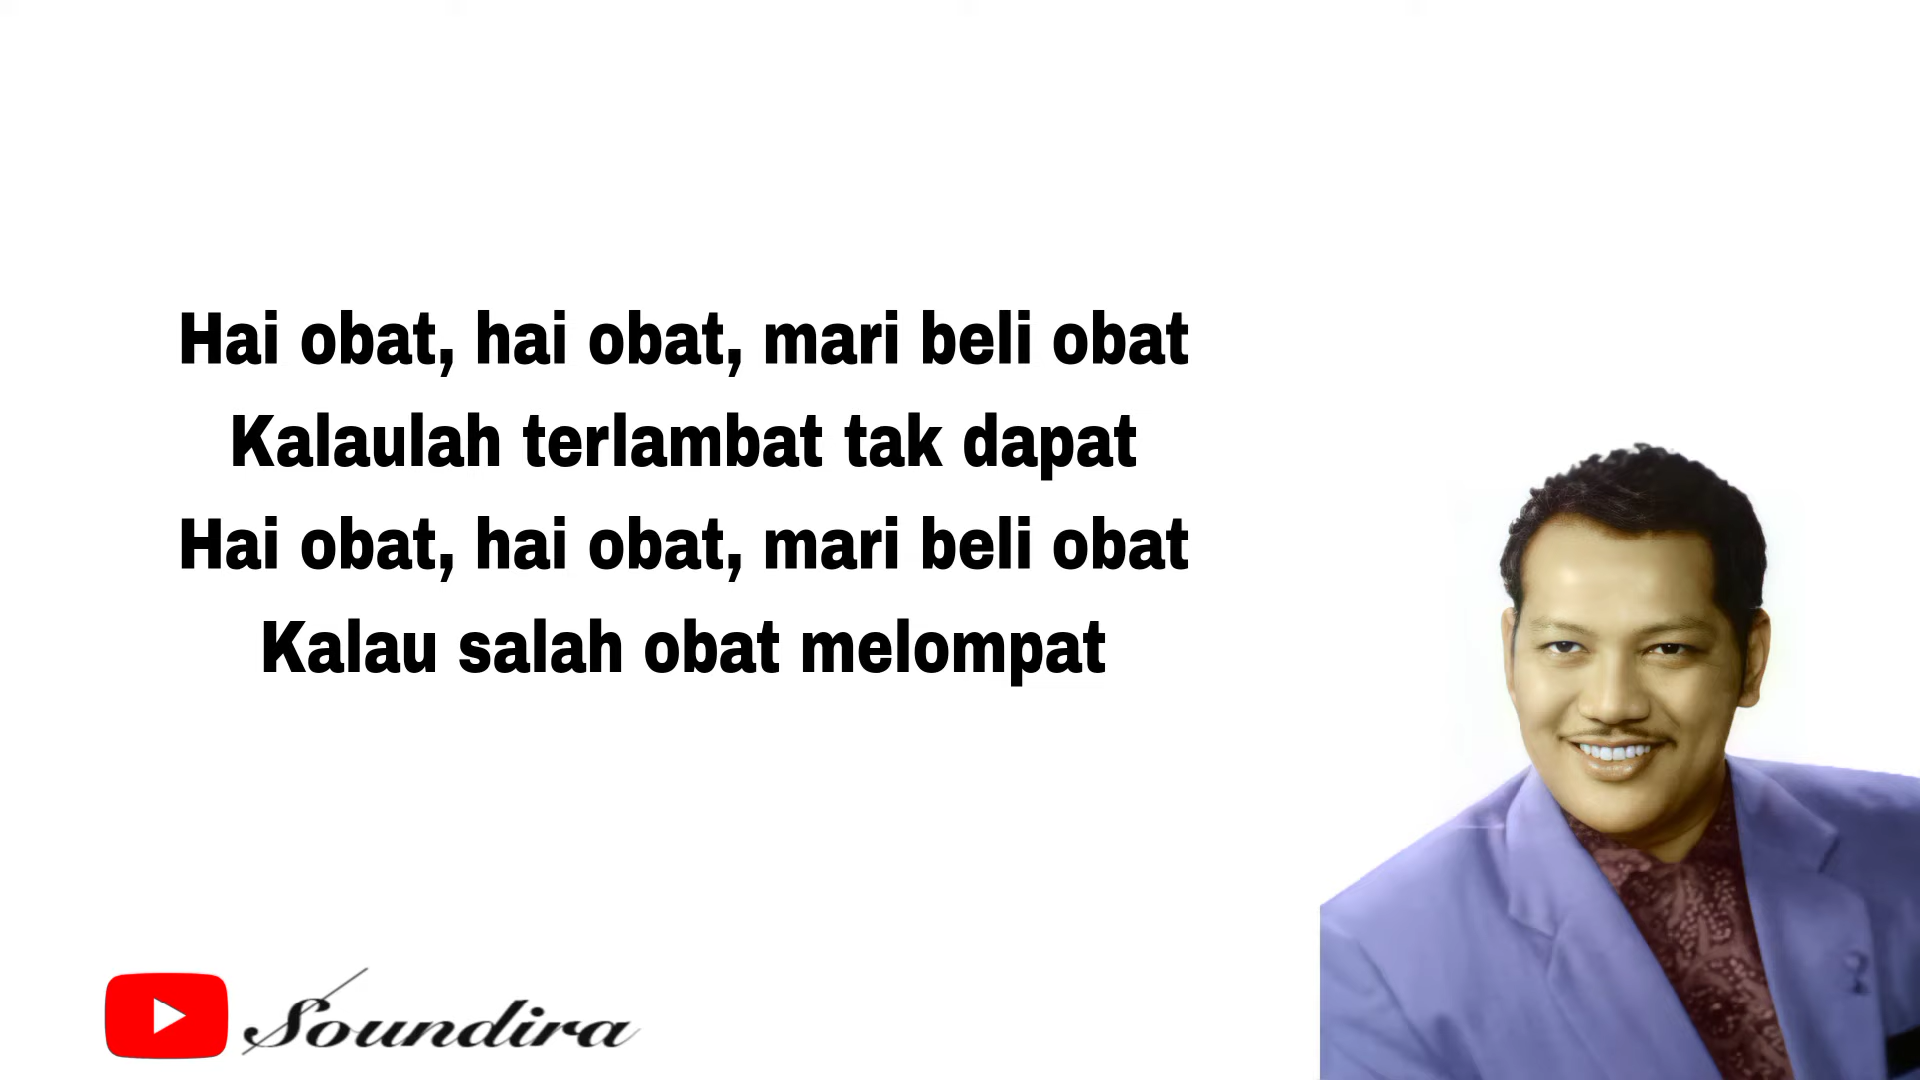 Hai obat, hai obat, mari beli obat
Kalaulah terlambat tak dapat
Hai obat, hai obat, mari beli obat
Kalau salah obat melompat
Soundira